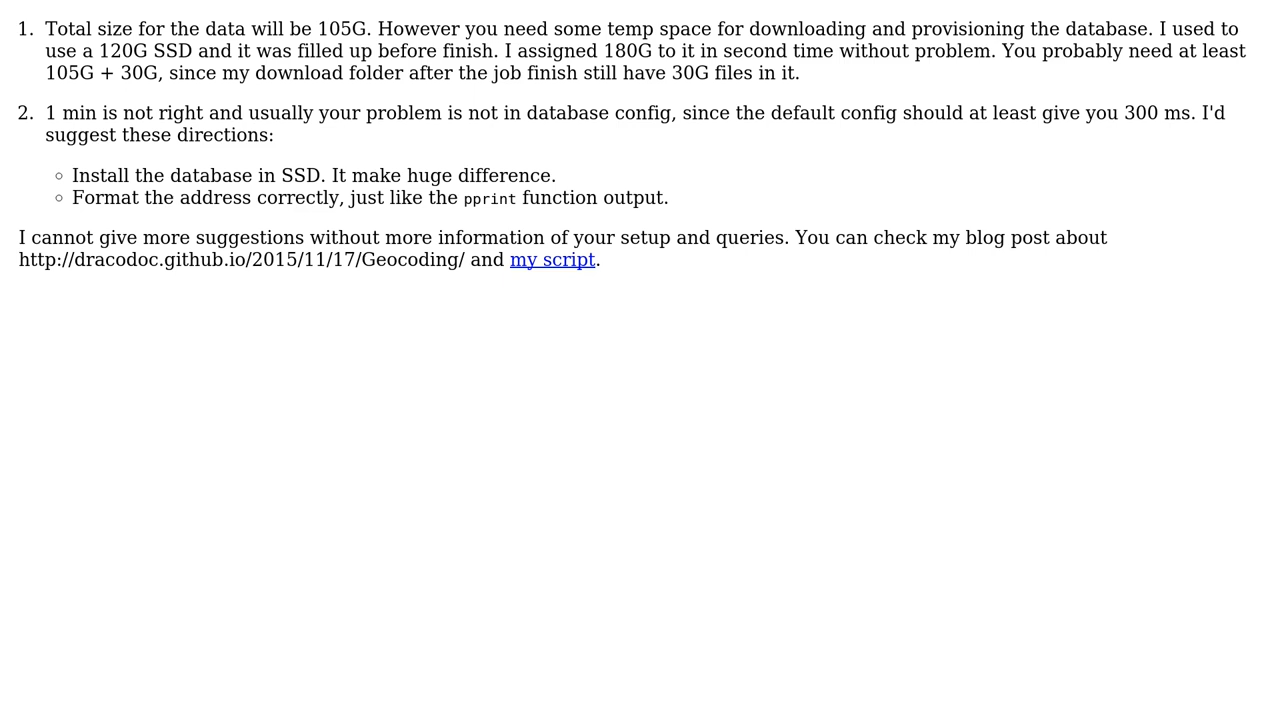 1. Total size for the data will be 105G. However you need some temp space for downloading and provisioning the database. I used to
use a 120G SSD and it was filled up before finish. I assigned 180G to it in second time without problem. You probably need at least
105G + 30G, since my download folder after the job finish still have 30G files in it.
2. 1 min is not right and usually your problem is not in database config, since the default config should at least give you 300 ms. I'd
suggest these directions:
◦ Install the database in SSD. It make huge difference.
◦ Format the address correctly, just like the pprint function output.
I cannot give more suggestions without more information of your setup and queries. You can check my blog post about
http://dracodoc.github.io/2015/11/17/Geocoding/ and my script.